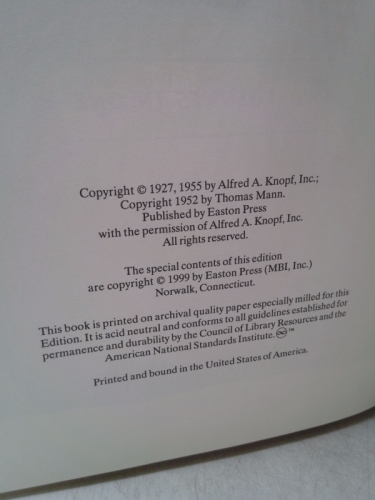 Copyright © 1927, 1955 by Alfred A. Knopf, Inc.;
Copyright 1952 by Thomas Mann.
Published by Easton Press
with the permission of Alfred A. Knopf, Inc.
All rights reserved.
The special contents of this edition
are copyright © 1999 by Easton Press (MBI, Inc.)
Norwalk, Connecticut.
This book is printed on archival quality paper especially milled for this
Edition. It is acid neutral and conforms to all guidelines established for
permanence and durability by the Council of Library Resources and the
American National Standards Institute. ♾™
Printed and bound in the United States of America.